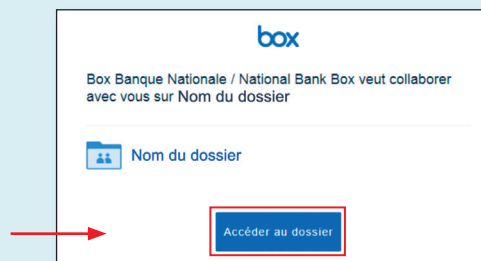 box
Box Banque Nationale / National Bank Box veut collaborer
avec vous sur Nom du dossier
Nom du dossier
Accéder au dossier